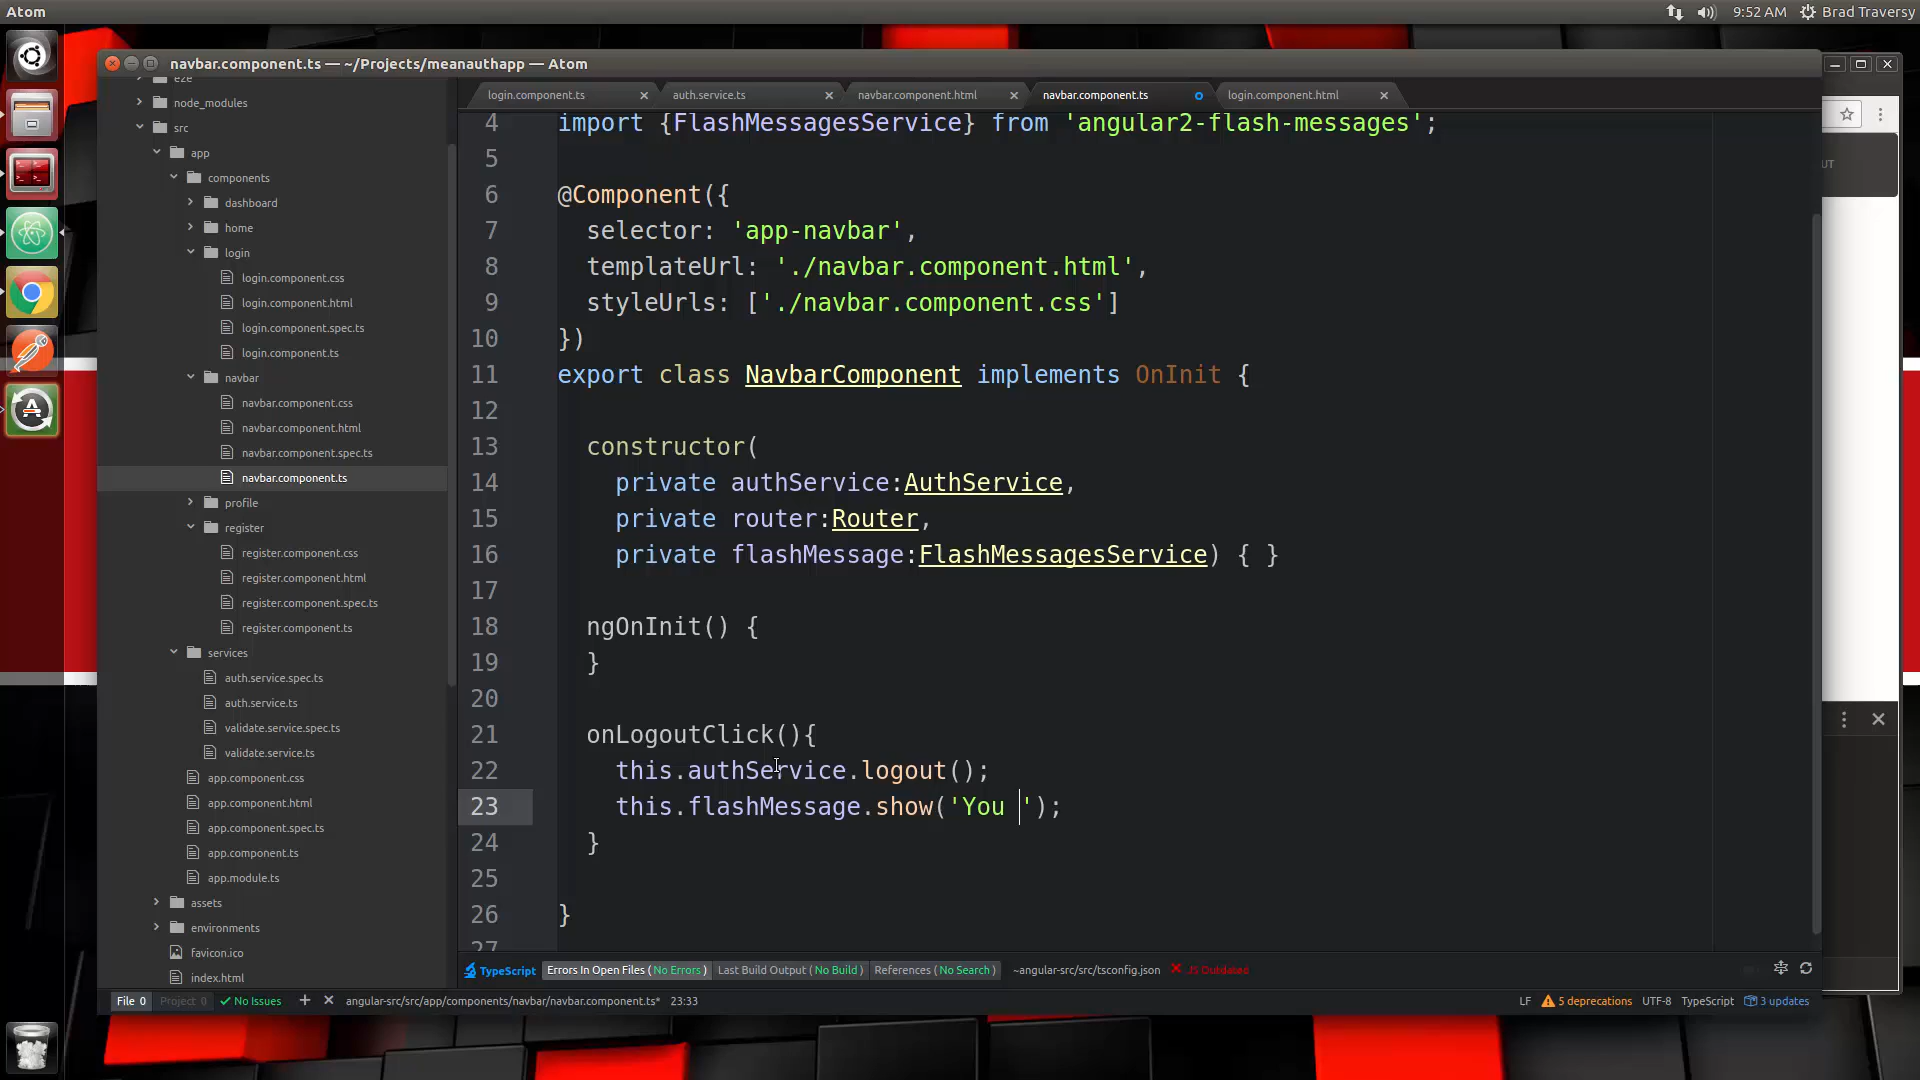 Atom
9:52 AM
Brad Traversy
navbar.component.ts — ~/Projects/meanauthapp — Atom
e2e
node_modules
src
app
components
dashboard
home
login
login.component.css
login.component.html
login.component.spec.ts
login.component.ts
navbar
navbar.component.css
navbar.component.html
navbar.component.spec.ts
navbar.component.ts
profile
register
register.component.css
register.component.html
register.component.spec.ts
register.component.ts
services
auth.service.spec.ts
auth.service.ts
validate.service.spec.ts
validate.service.ts
app.component.css
app.component.html
app.component.spec.ts
app.component.ts
app.module.ts
assets
environments
favicon.ico
index.html
login.component.ts
auth.service.ts
navbar.component.html
navbar.component.ts
login.component.html
4 import {FlashMessagesService} from 'angular2-flash-messages';
5
6 @Component({
7 selector: 'app-navbar',
8 templateUrl: './navbar.component.html',
9 styleUrls: ['./navbar.component.css']
10 })
11 export class NavbarComponent implements OnInit {
12
13 constructor(
14 private authService:AuthService,
15 private router:Router,
16 private flashMessage:FlashMessagesService) { }
17
18 ngOnInit() {
19 }
20
21 onLogoutClick(){
22 this.authService.logout();
23 this.flashMessage.show('You ');
24 }
25
26 }
27
UT
TypeScript
Errors In Open Files ( No Errors )
Last Build Output ( No Build )
References ( No Search )
~angular-src/src/tsconfig.json
JS Outdated
File 0
Project 0
No Issues
angular-src/src/app/components/navbar/navbar.component.ts*
23:33
LF
5 deprecations
UTF-8
TypeScript
3 updates